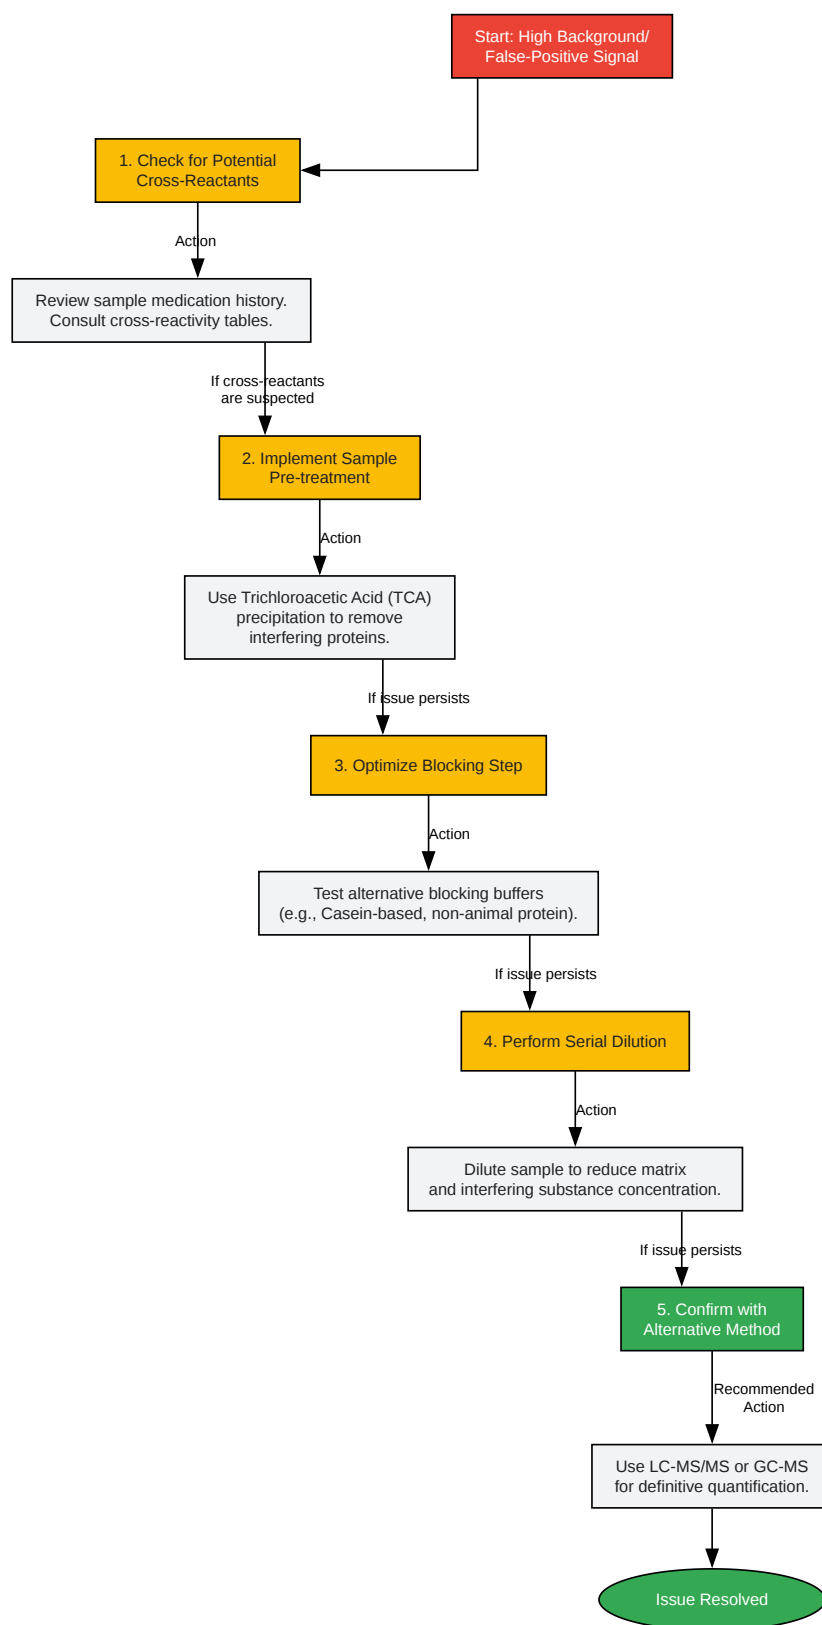 Start: High Background/
False-Positive Signal
1. Check for Potential
Cross-Reactants
Action
Review sample medication history.
Consult cross-reactivity tables.
If cross-reactants
are suspected
2. Implement Sample
Pre-treatment
Action
Use Trichloroacetic Acid (TCA)
precipitation to remove
interfering proteins.
If issue persists
3. Optimize Blocking Step
Action
Test alternative blocking buffers
(e.g., Casein-based, non-animal protein).
If issue persists
4. Perform Serial Dilution
Action
Dilute sample to reduce matrix
and interfering substance concentration.
If issue persists
5. Confirm with
Alternative Method
Recommended
Action
Use LC-MS/MS or GC-MS
for definitive quantification.
Issue Resolved